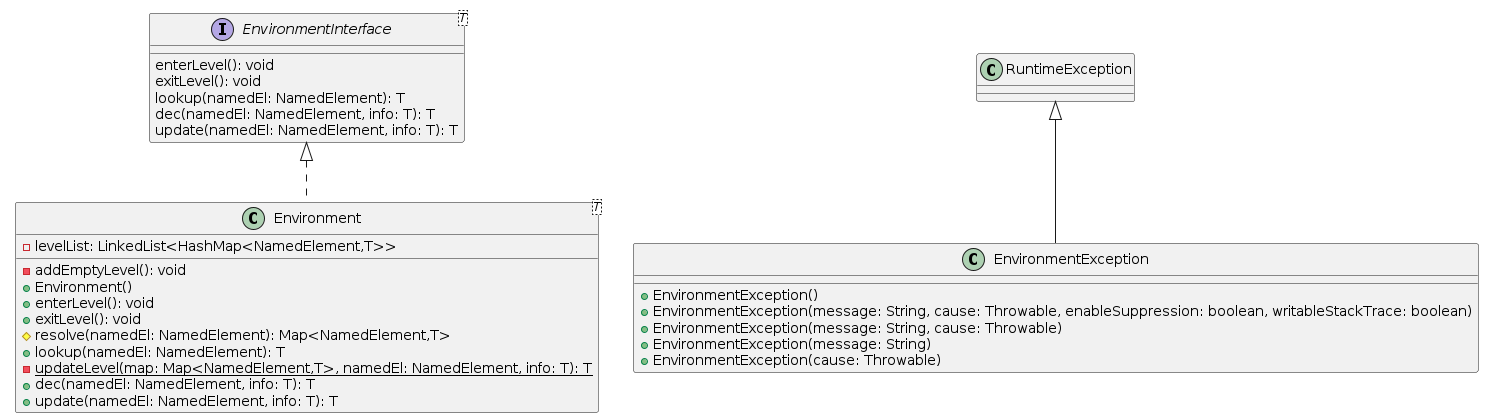 I EnvironmentInterface T
enterLevel(): void
exitLevel(): void
lookup(namedEl: NamedElement): T
dec(namedEl: NamedElement, info: T): T
update(namedEl: NamedElement, info: T): T
C RuntimeException
C Environment T
levelList: LinkedList<HashMap<NamedElement,T>>
addEmptyLevel(): void
Environment()
enterLevel(): void
exitLevel(): void
resolve(namedEl: NamedElement): Map<NamedElement,T>
lookup(namedEl: NamedElement): T
updateLevel(map: Map<NamedElement,T>, namedEl: NamedElement, info: T): T
dec(namedEl: NamedElement, info: T): T
update(namedEl: NamedElement, info: T): T
C EnvironmentException
EnvironmentException()
EnvironmentException(message: String, cause: Throwable, enableSuppression: boolean, writableStackTrace: boolean)
EnvironmentException(message: String, cause: Throwable)
EnvironmentException(message: String)
EnvironmentException(cause: Throwable)